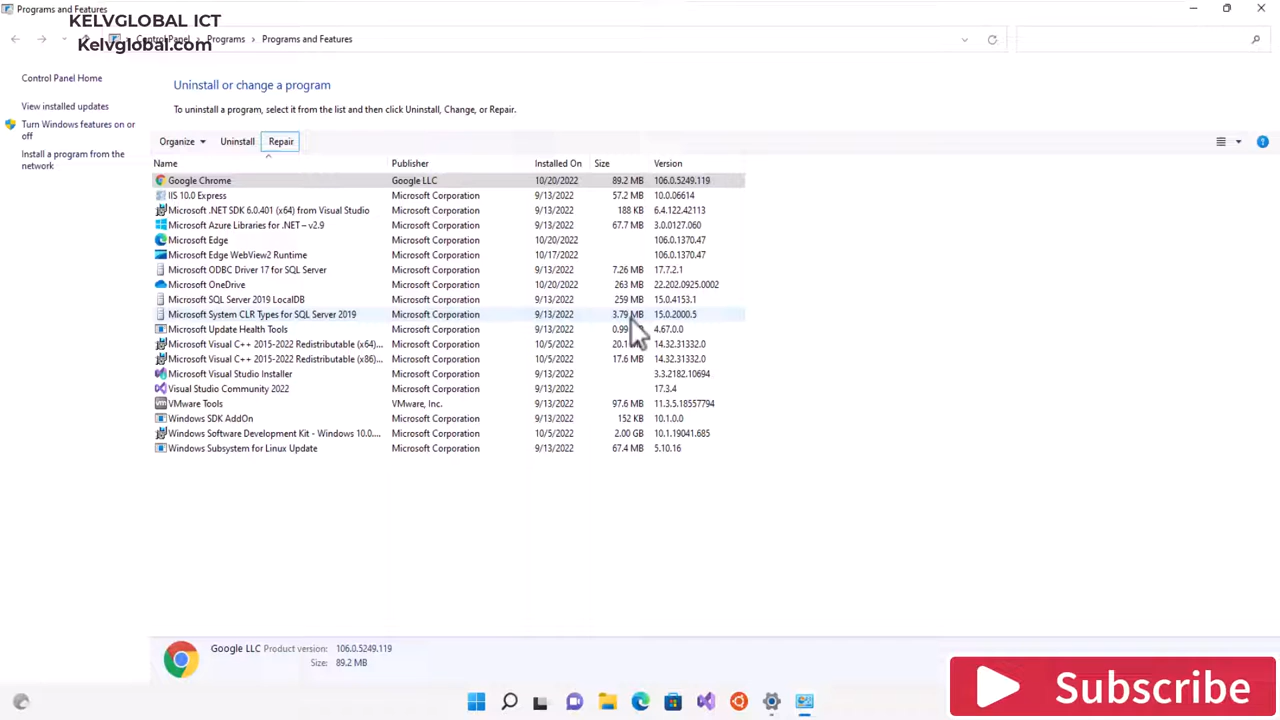 Programs and Features
KELVGLOBAL ICT
Kelvglobal.com
Control Panel > Programs > Programs and Features
Control Panel Home
View installed updates
Turn Windows features on or
off
Install a program from the
network
Uninstall or change a program
To uninstall a program, select it from the list and then click Uninstall, Change, or Repair.
Organize Uninstall Repair
Name Publisher Installed On Size Version
Google Chrome Google LLC 10/20/2022 89.2 MB 106.0.5249.119
IIS 10.0 Express Microsoft Corporation 9/13/2022 57.2 MB 10.0.06614
Microsoft .NET SDK 6.0.401 (x64) from Visual Studio Microsoft Corporation 9/13/2022 188 KB 6.4.122.42113
Microsoft Azure Libraries for .NET – v2.9 Microsoft Corporation 9/13/2022 67.7 MB 3.0.0127.060
Microsoft Edge Microsoft Corporation 10/20/2022 106.0.1370.47
Microsoft Edge WebView2 Runtime Microsoft Corporation 10/17/2022 106.0.1370.47
Microsoft ODBC Driver 17 for SQL Server Microsoft Corporation 9/13/2022 7.26 MB 17.7.2.1
Microsoft OneDrive Microsoft Corporation 10/20/2022 263 MB 22.202.0925.0002
Microsoft SQL Server 2019 LocalDB Microsoft Corporation 9/13/2022 259 MB 15.0.4153.1
Microsoft System CLR Types for SQL Server 2019 Microsoft Corporation 9/13/2022 3.79 MB 15.0.2000.5
Microsoft Update Health Tools Microsoft Corporation 9/13/2022 0.99 4.67.0.0
Microsoft Visual C++ 2015-2022 Redistributable (x64)... Microsoft Corporation 10/5/2022 14.32.31332.0
Microsoft Visual C++ 2015-2022 Redistributable (x86)... Microsoft Corporation 10/5/2022 17.6 MB 14.32.31332.0
Microsoft Visual Studio Installer Microsoft Corporation 9/13/2022 3.3.2182.10694
Visual Studio Community 2022 Microsoft Corporation 9/13/2022 17.3.4
VMware Tools VMware, Inc. 9/13/2022 97.6 MB 11.3.5.18557794
Windows SDK AddOn Microsoft Corporation 9/13/2022 152 KB 10.1.0.0
Windows Software Development Kit - Windows 10.0.... Microsoft Corporation 10/5/2022 2.00 GB 10.1.19041.685
Windows Subsystem for Linux Update Microsoft Corporation 9/13/2022 67.4 MB 5.10.16
Google LLC Product version: 106.0.5249.119
Size: 89.2 MB
Subscribe